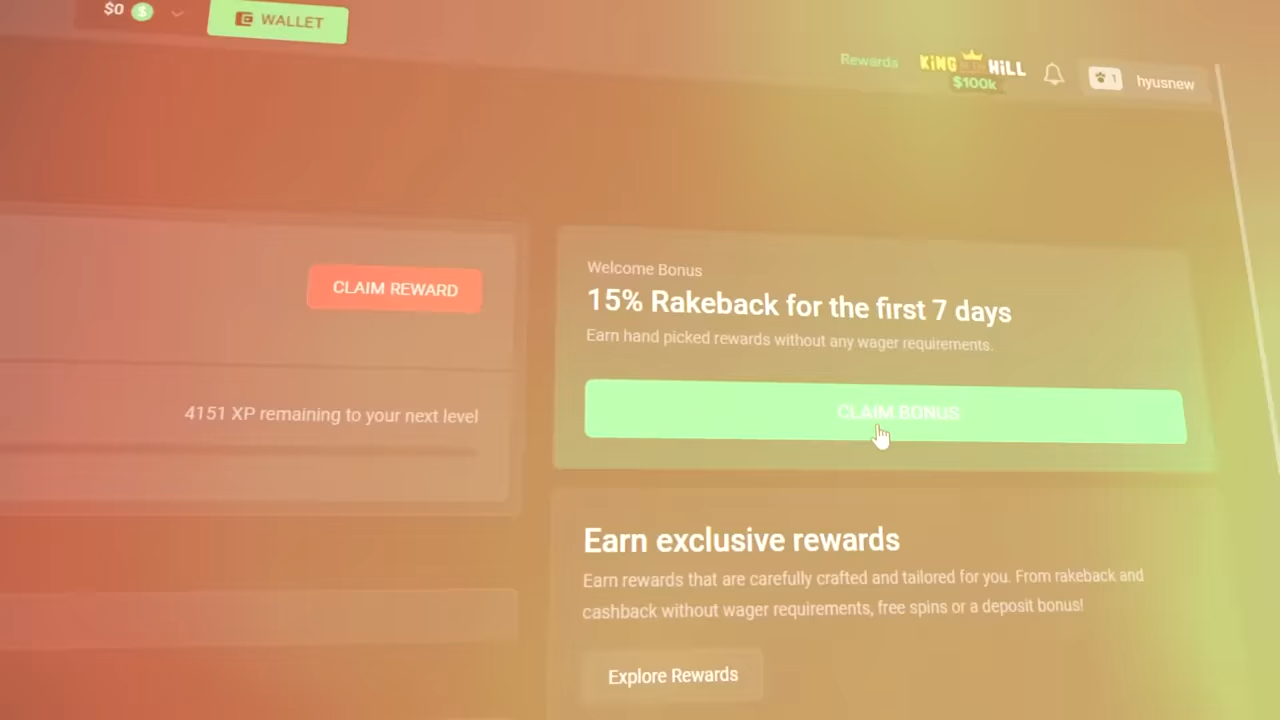 $0 $
WALLET
Rewards
KiNG HiLL
$100k
1
hyusnew
CLAIM REWARD
4151 XP remaining to your next level
Welcome Bonus
15% Rakeback for the first 7 days
Earn hand picked rewards without any wager requirements.
CLAIM BONUS
Earn exclusive rewards
Earn rewards that are carefully crafted and tailored for you. From rakeback and
cashback without wager requirements, free spins or a deposit bonus!
Explore Rewards